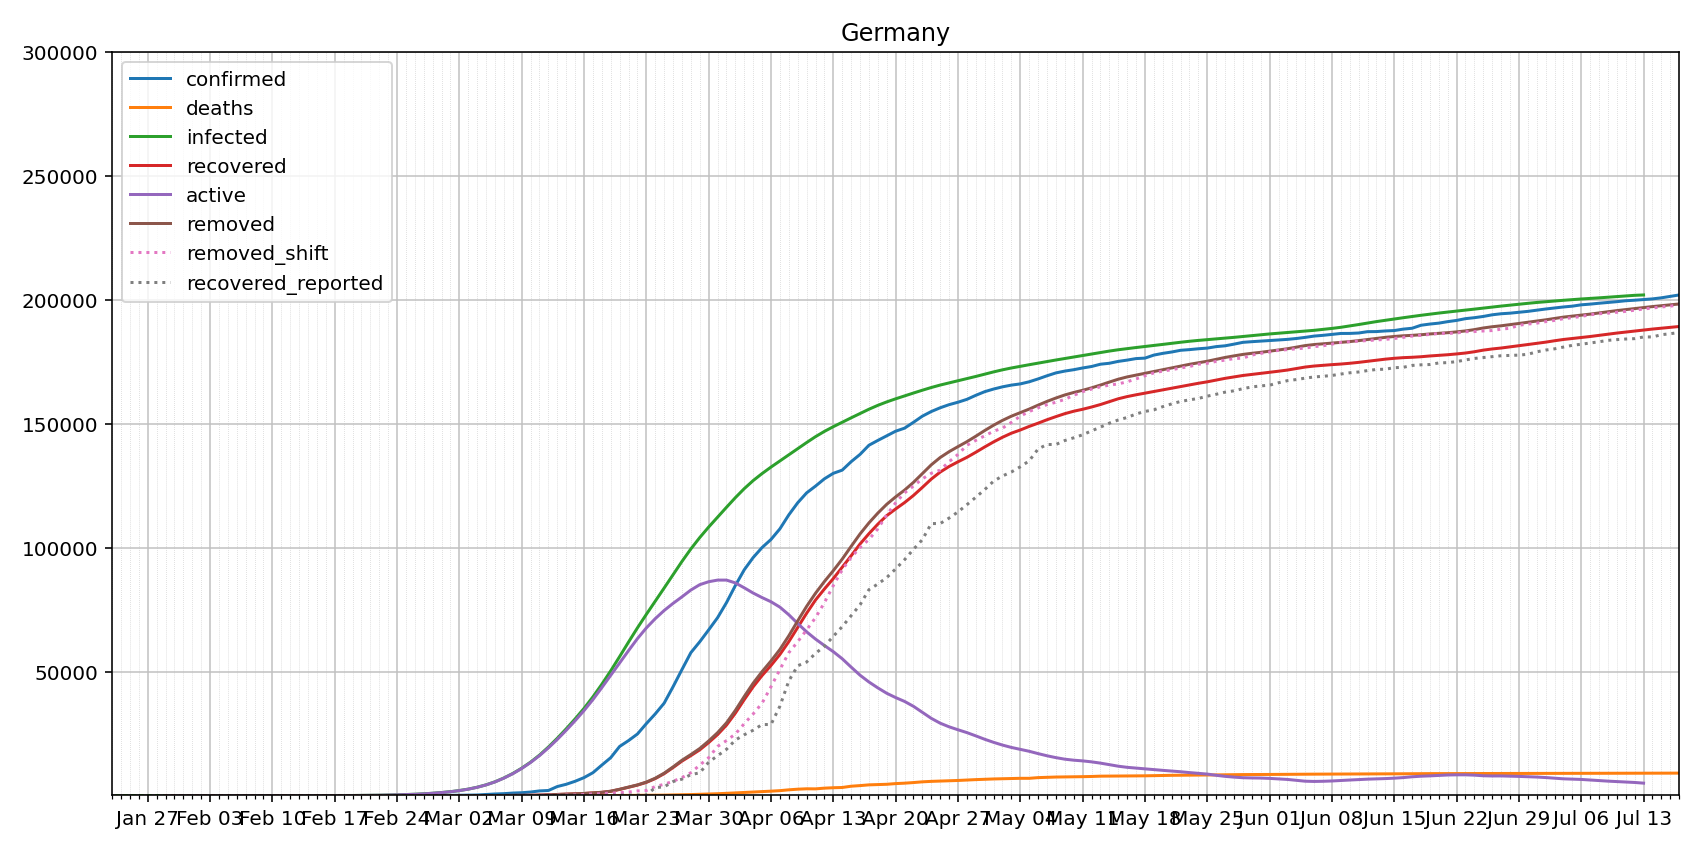 Germany
300000
250000
200000
150000
100000
50000
confirmed
deaths
infected
recovered
active
removed
removed_shift
recovered_reported
Jan 27 Feb 03 Feb 10 Feb 17 Feb 24 Mar 02 Mar 09 Mar 16 Mar 23 Mar 30 Apr 06 Apr 13 Apr 20 Apr 27 May 04 May 11 May 18 May 25 Jun 01 Jun 08 Jun 15 Jun 22 Jun 29 Jul 06 Jul 13